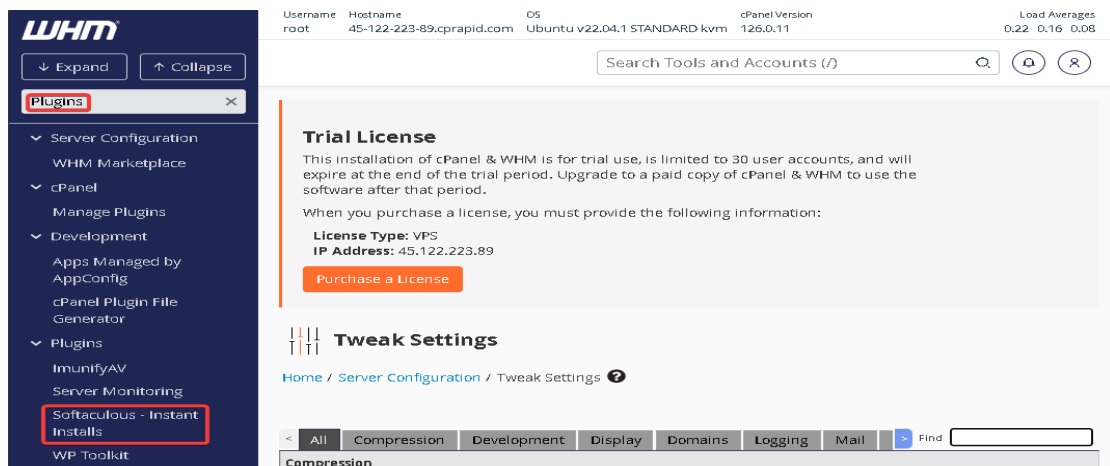 WHM
Username Hostname OS cPanel Version Load Averages
root 45-122-223-89.cprapid.com Ubuntu v22.04.1 STANDARD kvm 126.0.11 0.22 0.16 0.08
↓ Expand ↑ Collapse
Search Tools and Accounts (/)
Plugins ×
Server Configuration
WHM Marketplace
cPanel
Manage Plugins
Development
Apps Managed by
AppConfig
cPanel Plugin File
Generator
Plugins
ImunifyAV
Server Monitoring
Softaculous - Instant
Installs
WP Toolkit
Trial License
This installation of cPanel & WHM is for trial use, is limited to 30 user accounts, and will
expire at the end of the trial period. Upgrade to a paid copy of cPanel & WHM to use the
software after that period.
When you purchase a license, you must provide the following information:
License Type: VPS
IP Address: 45.122.223.89
Purchase a License
Tweak Settings
Home / Server Configuration / Tweak Settings ?
< All Compression Development Display Domains Logging Mail > Find
Compression